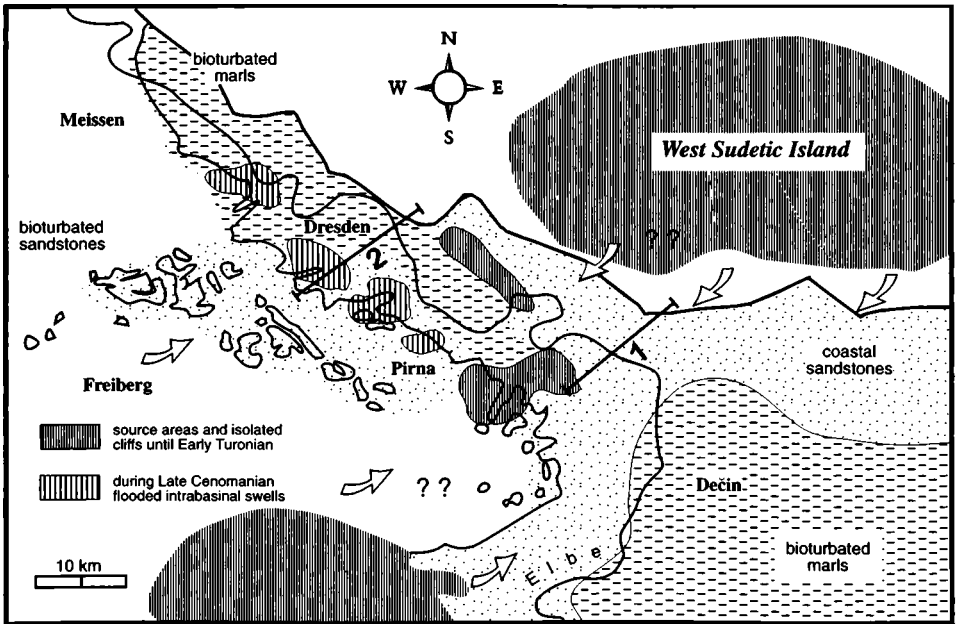 N
W E
S
bioturbated
marls
Meissen
West Sudetic Island
bioturbated
sandstones
Dresden
? ?
2
1
coastal
sandstones
Pirna
Freiberg
source areas and isolated
cliffs until Early Turonian
during Late Cenomanian
flooded intrabasinal swells
? ?
Dečin
Elbe
bioturbated
marls
10 km